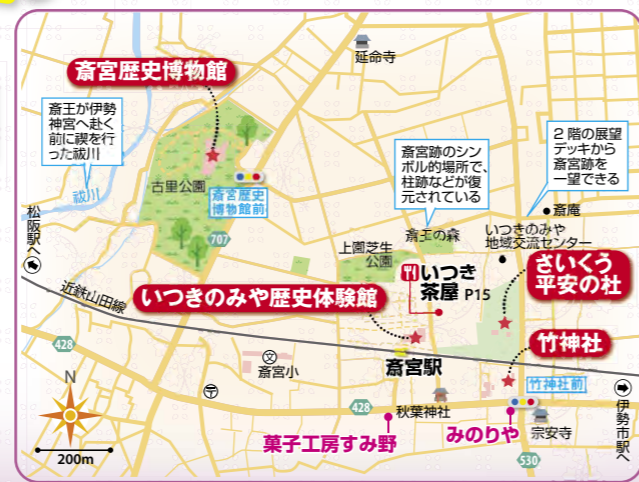 延命寺
斎宮歴史博物館
斎王が伊勢
神宮へ赴く
前に禊を行
った祓川
祓川
古里公園
斎宮歴史
博物館前
707
斎宮跡のシン
ボル的場所で、
柱跡などが復
元されている
2階の展望
デッキから
斎宮跡を
一望できる
斎庵
斎王の森
いつきのみや
地域交流センター
松阪駅へ
上園芝生
公園
いつき
茶屋 P15
さいくう
平安の杜
近鉄山田線
いつきのみや歴史体験館
竹神社
428
斎宮小
斎宮駅
竹神社前
N
428
秋葉神社
伊勢市駅へ
菓子工房すみ野
みのりや
宗安寺
200m
530